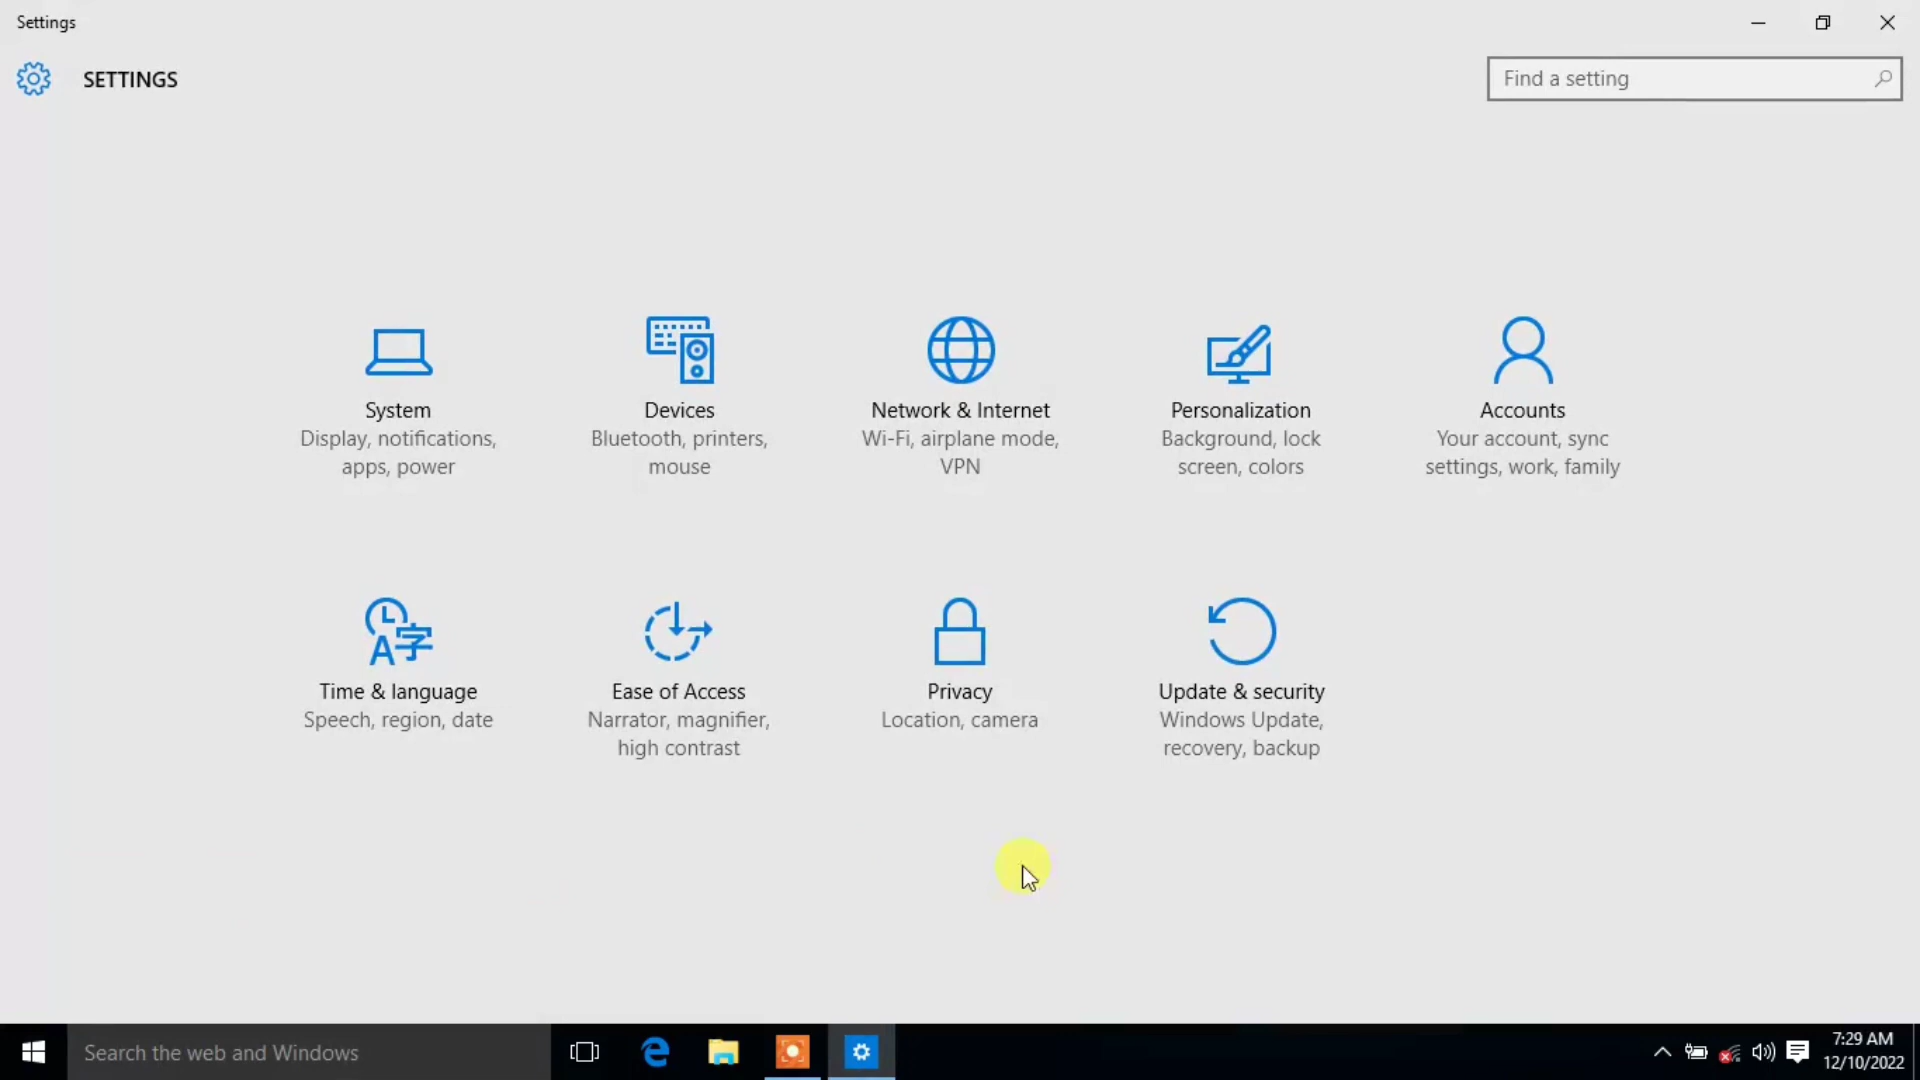 Settings
SETTINGS
Find a setting
System
Display, notifications,
apps, power
Devices
Bluetooth, printers,
mouse
Network & Internet
Wi-Fi, airplane mode,
VPN
Personalization
Background, lock
screen, colors
Accounts
Your account, sync
settings, work, family
Time & language
Speech, region, date
Ease of Access
Narrator, magnifier,
high contrast
Privacy
Location, camera
Update & security
Windows Update,
recovery, backup
Search the web and Windows
7:29 AM
12/10/2022